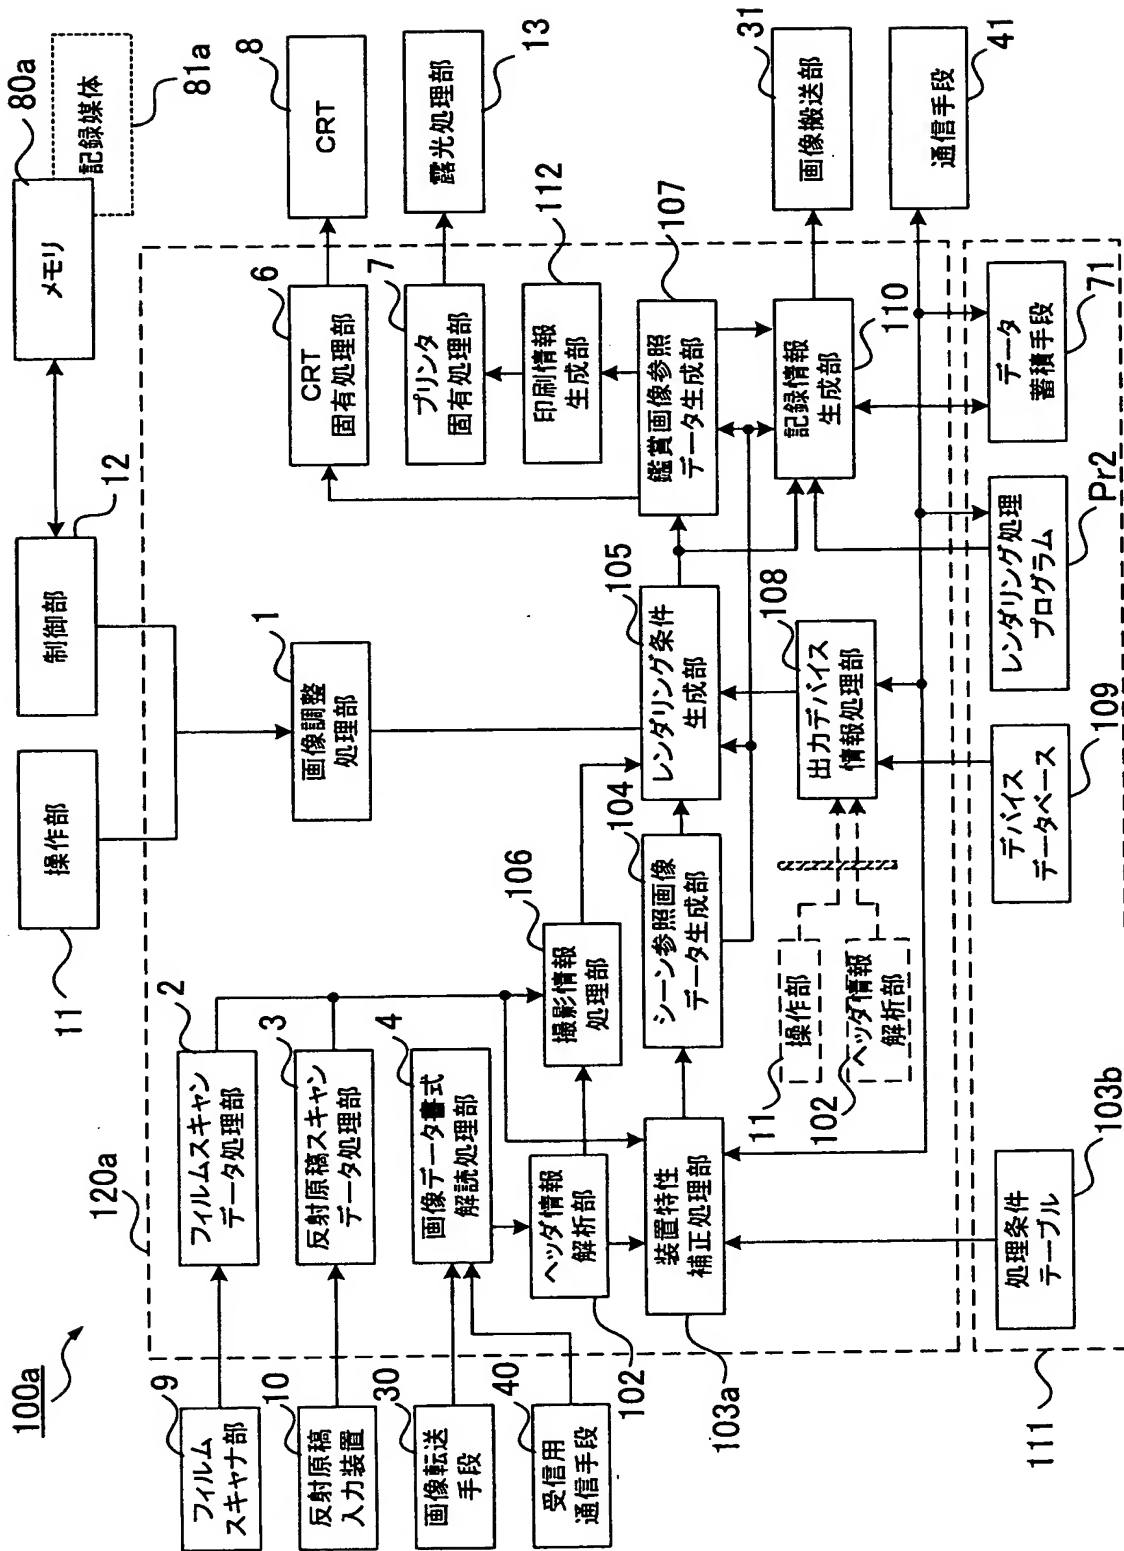 100a
120a
操作部
11
制御部
12
メモリ
80a
記録媒体
81a
フィルム
スキャナ部
9
フィルムスキャン
データ処理部
2
反射原稿
入力装置
10
反射原稿スキャン
データ処理部
3
画像転送
手段
30
画像データ書式
解読処理部
4
受信用
通信手段
40
ヘッダ情報
解析部
102
撮影情報
処理部
106
画像調整
処理部
1
装置特性
補正処理部
103a
シーン参照画像
データ生成部
104
レンダリング条件
生成部
105
CRT
固有処理部
6
CRT
8
プリンタ
固有処理部
7
露光処理部
13
印刷情報
生成部
112
鑑賞画像参照
データ生成部
107
記録情報
生成部
110
画像搬送部
31
通信手段
41
操作部
11
ヘッダ情報
解析部
102
出力デバイス
情報処理部
108
処理条件
テーブル
103b
デバイス
データベース
109
レンダリング処理
プログラム
Pr2
データ
蓄積手段
71
111